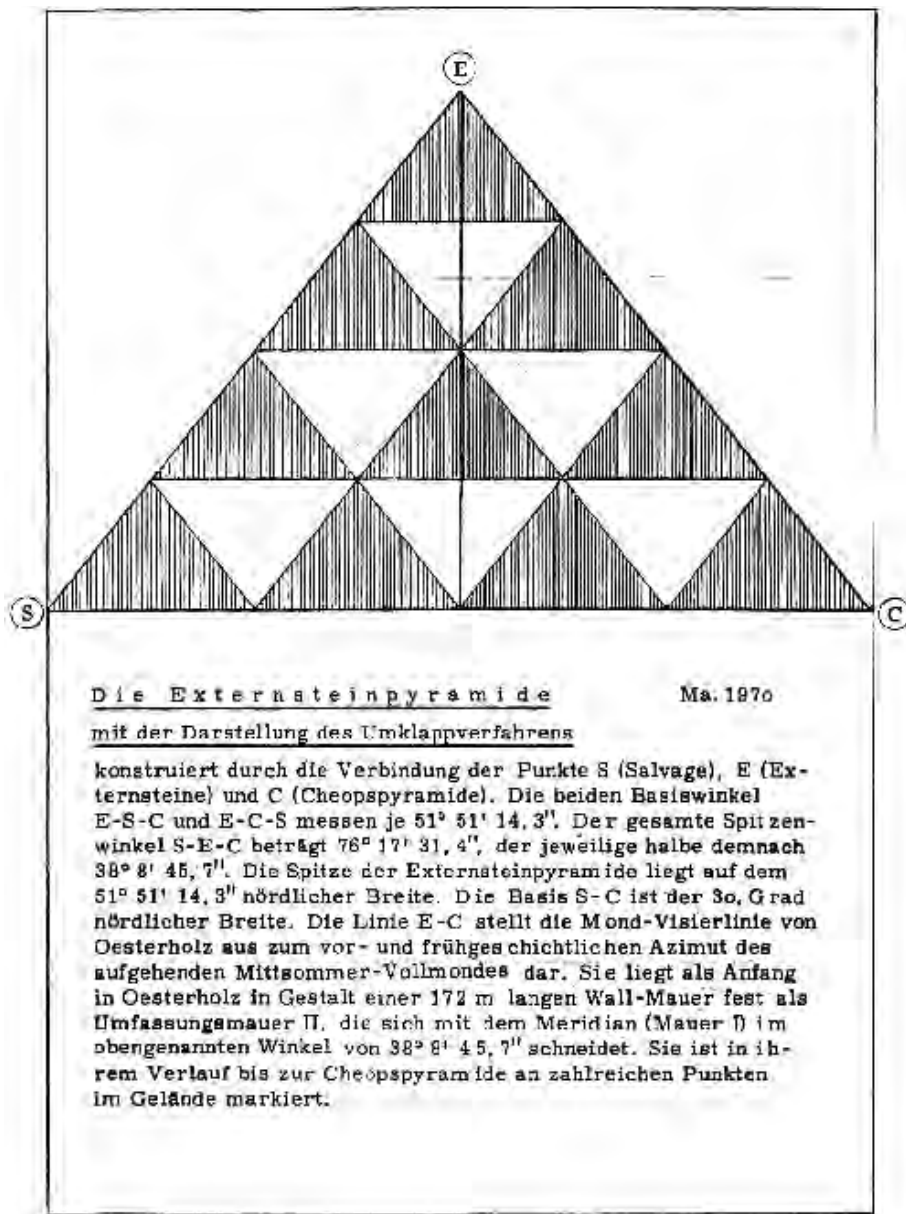 E
S
C
Die Externsteinpyramide Ma. 197o
mit der Darstellung des Umklappverfahrens
konstruiert durch die Verbindung der Punkte S (Salvage), E (Ex-
ternsteine) und C (Cheopspyramide). Die beiden Basiswinkel
E-S-C und E-C-S messen je 51° 51' 14,3". Der gesamte Spitzen-
winkel S-E-C beträgt 76° 17' 31,4", der jeweilige halbe demnach
38° 8' 45,7". Die Spitze der Externsteinpyramide liegt auf dem
51° 51' 14,3" nördlicher Breite. Die Basis S-C ist der 3o. Grad
nördlicher Breite. Die Linie E-C stellt die Mond-Visierlinie von
Oesterholz aus zum vor- und frühgeschichtlichen Azimut des
aufgehenden Mittsommer-Vollmondes dar. Sie liegt als Anfang
in Oesterholz in Gestalt einer 172 m langen Wall-Mauer fest als
Umfassungsmauer II, die sich mit dem Meridian (Mauer I) im
obengenannten Winkel von 38° 8' 45,7" schneidet. Sie ist in ih-
rem Verlauf bis zur Cheopspyramide an zahlreichen Punkten
im Gelände markiert.